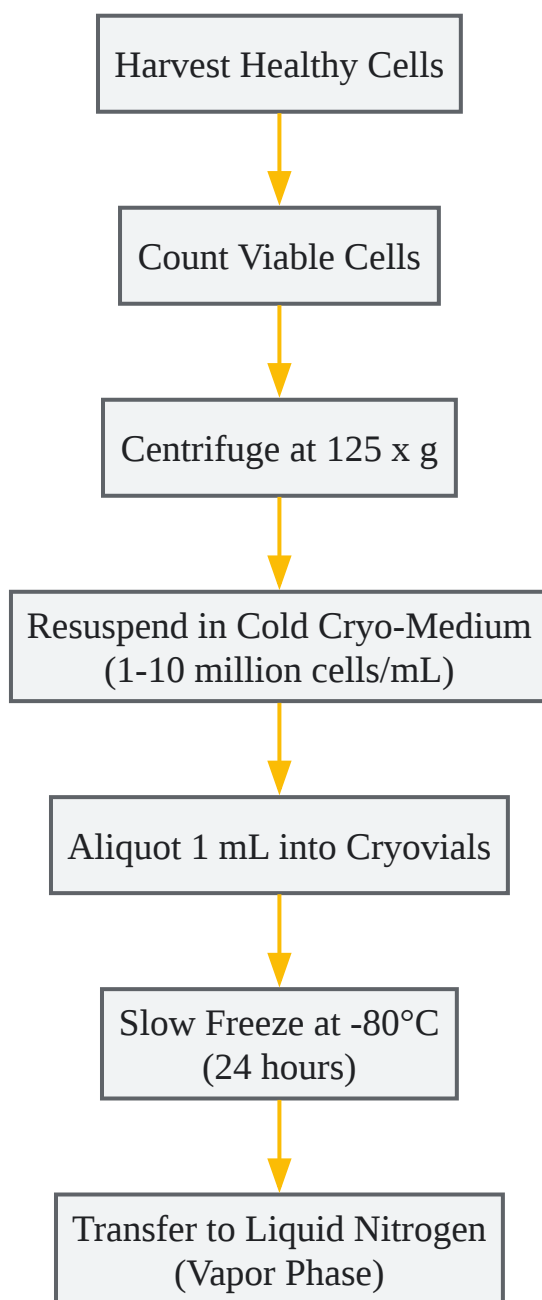 Harvest Healthy Cells
Count Viable Cells
Centrifuge at 125 x g
Resuspend in Cold Cryo-Medium
(1-10 million cells/mL)
Aliquot 1 mL into Cryovials
Slow Freeze at -80°C
(24 hours)
Transfer to Liquid Nitrogen
(Vapor Phase)